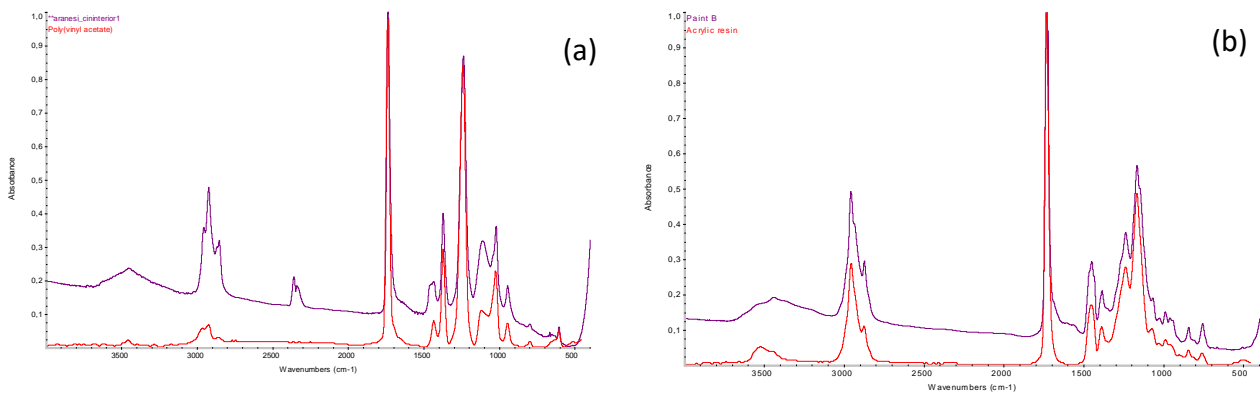 **aranesi_cininterior1
Poly(vinyl acetate)
(a)
1,0
0,9
0,8
0,7
0,6
0,5
0,4
0,3
0,2
0,1
Absorbance
3500 3000 2500 2000 1500 1000 500
Wavenumbers (cm-1)
Paint B
Acrylic resin
(b)
1,0
0,9
0,8
0,7
0,6
0,5
0,4
0,3
0,2
0,1
Absorbance
3500 3000 2500 2000 1500 1000 500
Wavenumbers (cm-1)